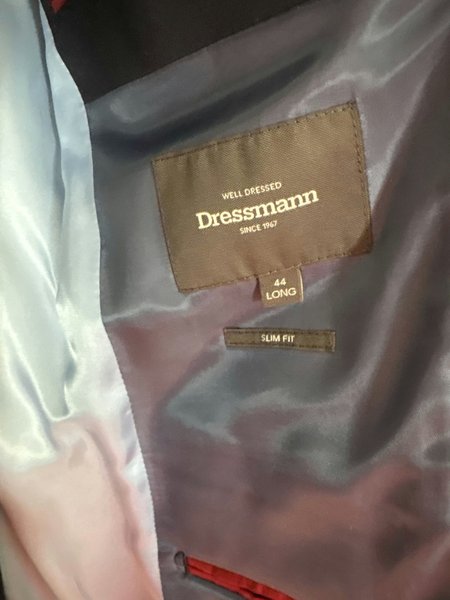 WELL DRESSED
Dressmann
SINCE 1967
44
LONG
SLIM FIT